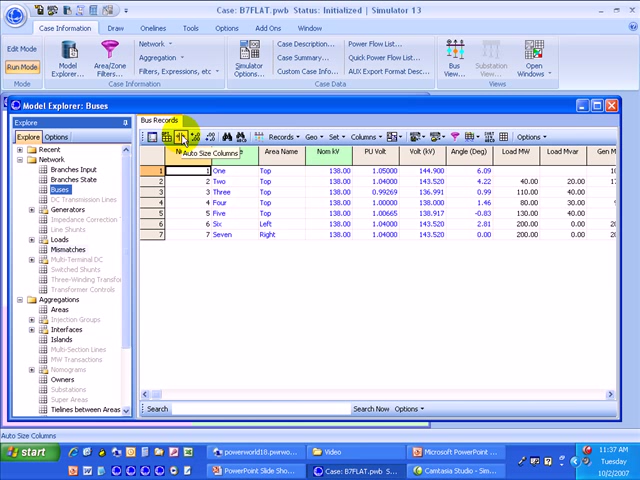 Case: B7FLAT.pwb Status: Initialized | Simulator 13
Case Information Draw Onelines Tools Options Add Ons Window
Edit Mode
Run Mode
Model Explorer...
Area/Zone Filters...
Network
Aggregation
Filters, Expressions, etc
Case Information
Simulator Options
Case Description...
Case Summary...
Custom Case Info...
Power Flow List...
Quick Power Flow List...
AUX Export Format Desc...
Case Data
Bus View...
Substation View...
Open Windows
Views
Model Explorer: Buses
Explore
Explore Options
Recent
Network
Branches Input
Branches State
Buses
DC Transmission Lines
Generators
Impedance Correction
Line Shunts
Loads
Mismatches
Multi-Terminal DC
Switched Shunts
Three-Winding Transfor
Transformer Controls
Aggregations
Areas
Injection Groups
Interfaces
Islands
Multi-Section Lines
MW Transactions
Nomograms
Owners
Substations
Super Areas
Tielines between Areas
Bus Records
Records Geo Set Columns Options
Auto Size Columns
Area Name Nom kV PU Volt Volt (kV) Angle (Deg) Load MW Load Mvar Gen M
1 1 One Top 138.00 1.05000 144.900 6.09 10
2 2 Two Top 138.00 1.04000 143.520 4.22 40.00 20.00
3 3 Three Top 138.00 0.99269 136.991 0.99 110.00 40.00
4 4 Four Top 138.00 1.00000 138.000 1.46 80.00 30.00
5 5 Five Top 138.00 1.00665 138.917 -0.83 130.00 40.00
6 6 Six Left 138.00 1.04000 143.520 2.81 200.00 0.00
7 7 Seven Right 138.00 1.04000 143.520 0.00 200.00 0.00
Search Search Now Options
Auto Size Columns
start
powerworld10.pwrwo...
Video
Microsoft PowerPoint ...
PowerPoint Slide Sho...
Case: B7FLAT.pwb S...
Camtasia Studio - Sim...
11:37 AM
Tuesday
10/2/2007